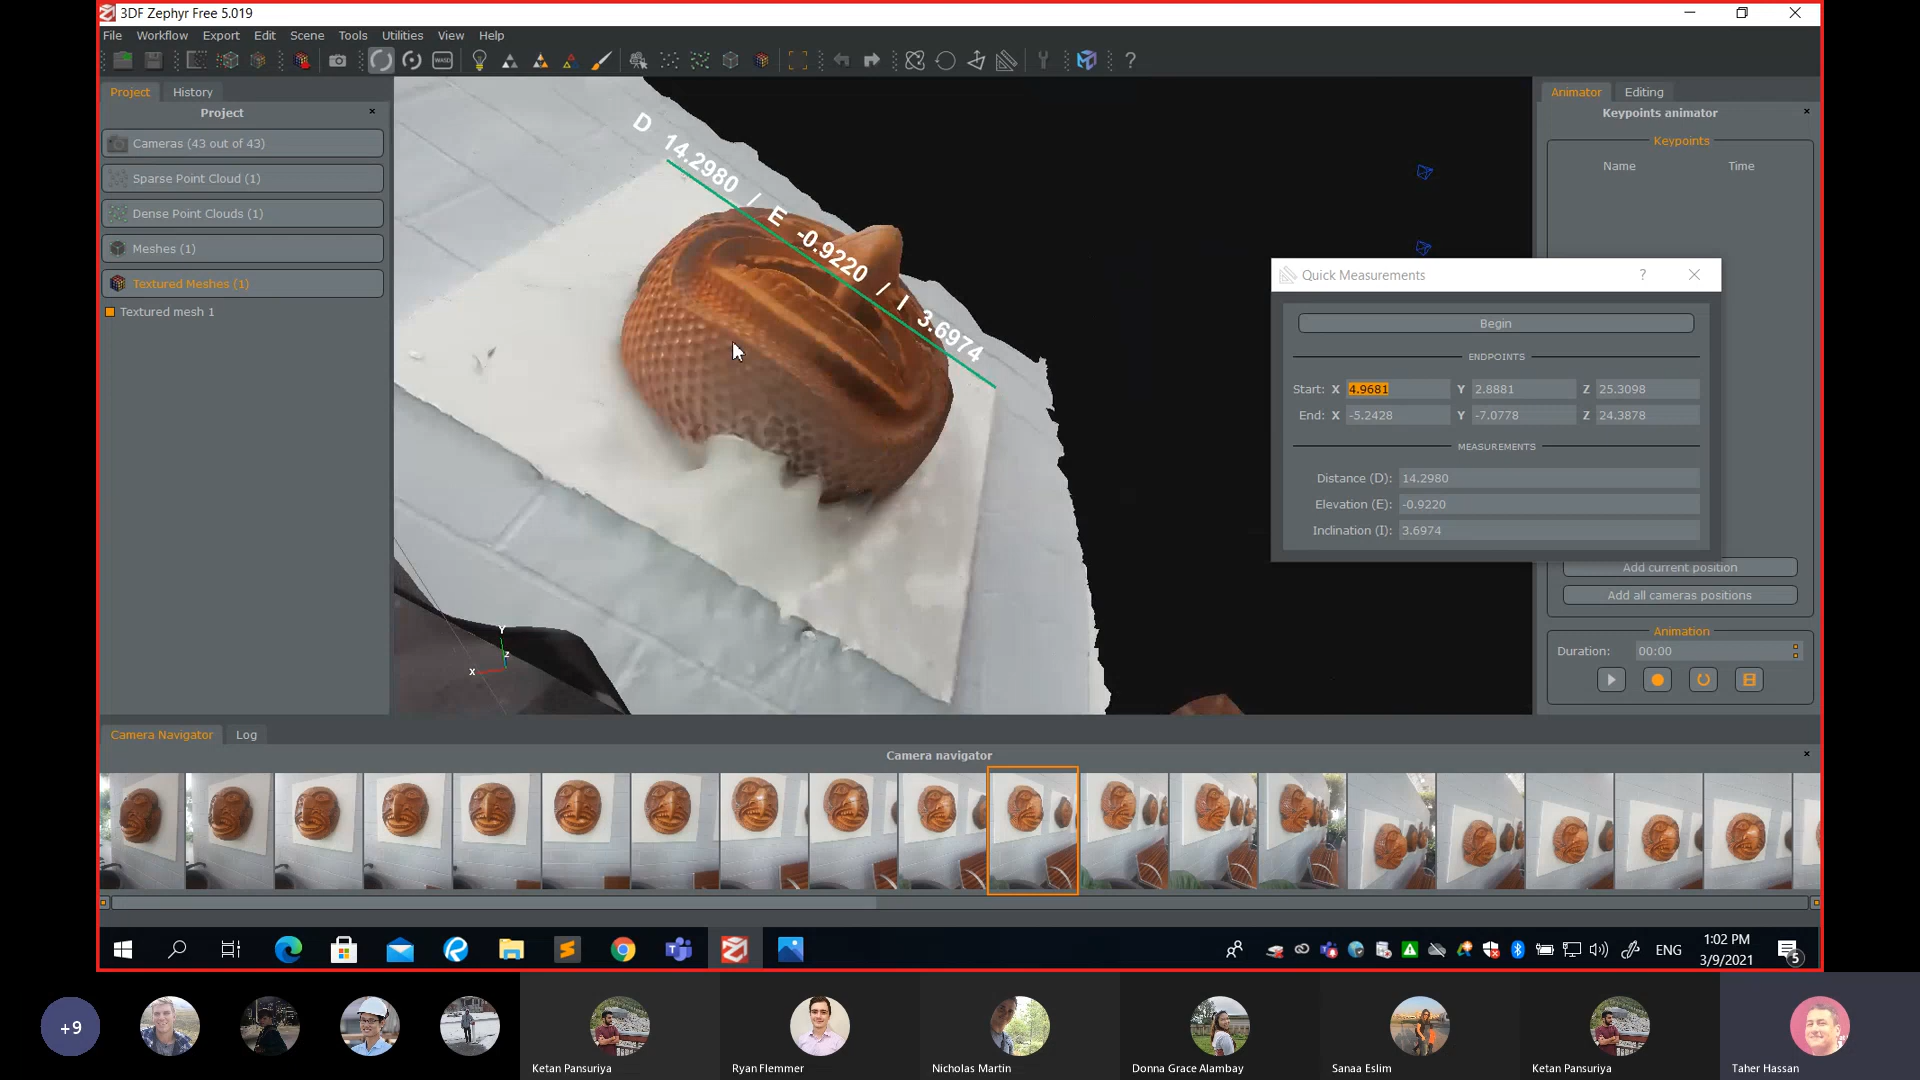 3DF Zephyr Free 5.019
File Workflow Export Edit Scene Tools Utilities View Help
WASD
?
Project History
Project
Cameras (43 out of 43)
Sparse Point Cloud (1)
Dense Point Clouds (1)
Meshes (1)
Textured Meshes (1)
Textured mesh 1
D 14.2980 / E -0.9220 / I 3.6974
Y
Z
X
Animator Editing
Keypoints animator
Keypoints
Name Time
Quick Measurements ?
Begin
ENDPOINTS
Start: X 4.9681 Y 2.8881 Z 25.3098
End: X -5.2428 Y -7.0778 Z 24.3878
MEASUREMENTS
Distance (D): 14.2980
Elevation (E): -0.9220
Inclination (I): 3.6974
Add current position
Add all cameras positions
Animation
Duration: 00:00
Camera Navigator Log
Camera navigator
ENG
1:02 PM
3/9/2021
5
+9
Ketan Pansuriya
Ryan Flemmer
Nicholas Martin
Donna Grace Alambay
Sanaa Eslim
Ketan Pansuriya
Taher Hassan